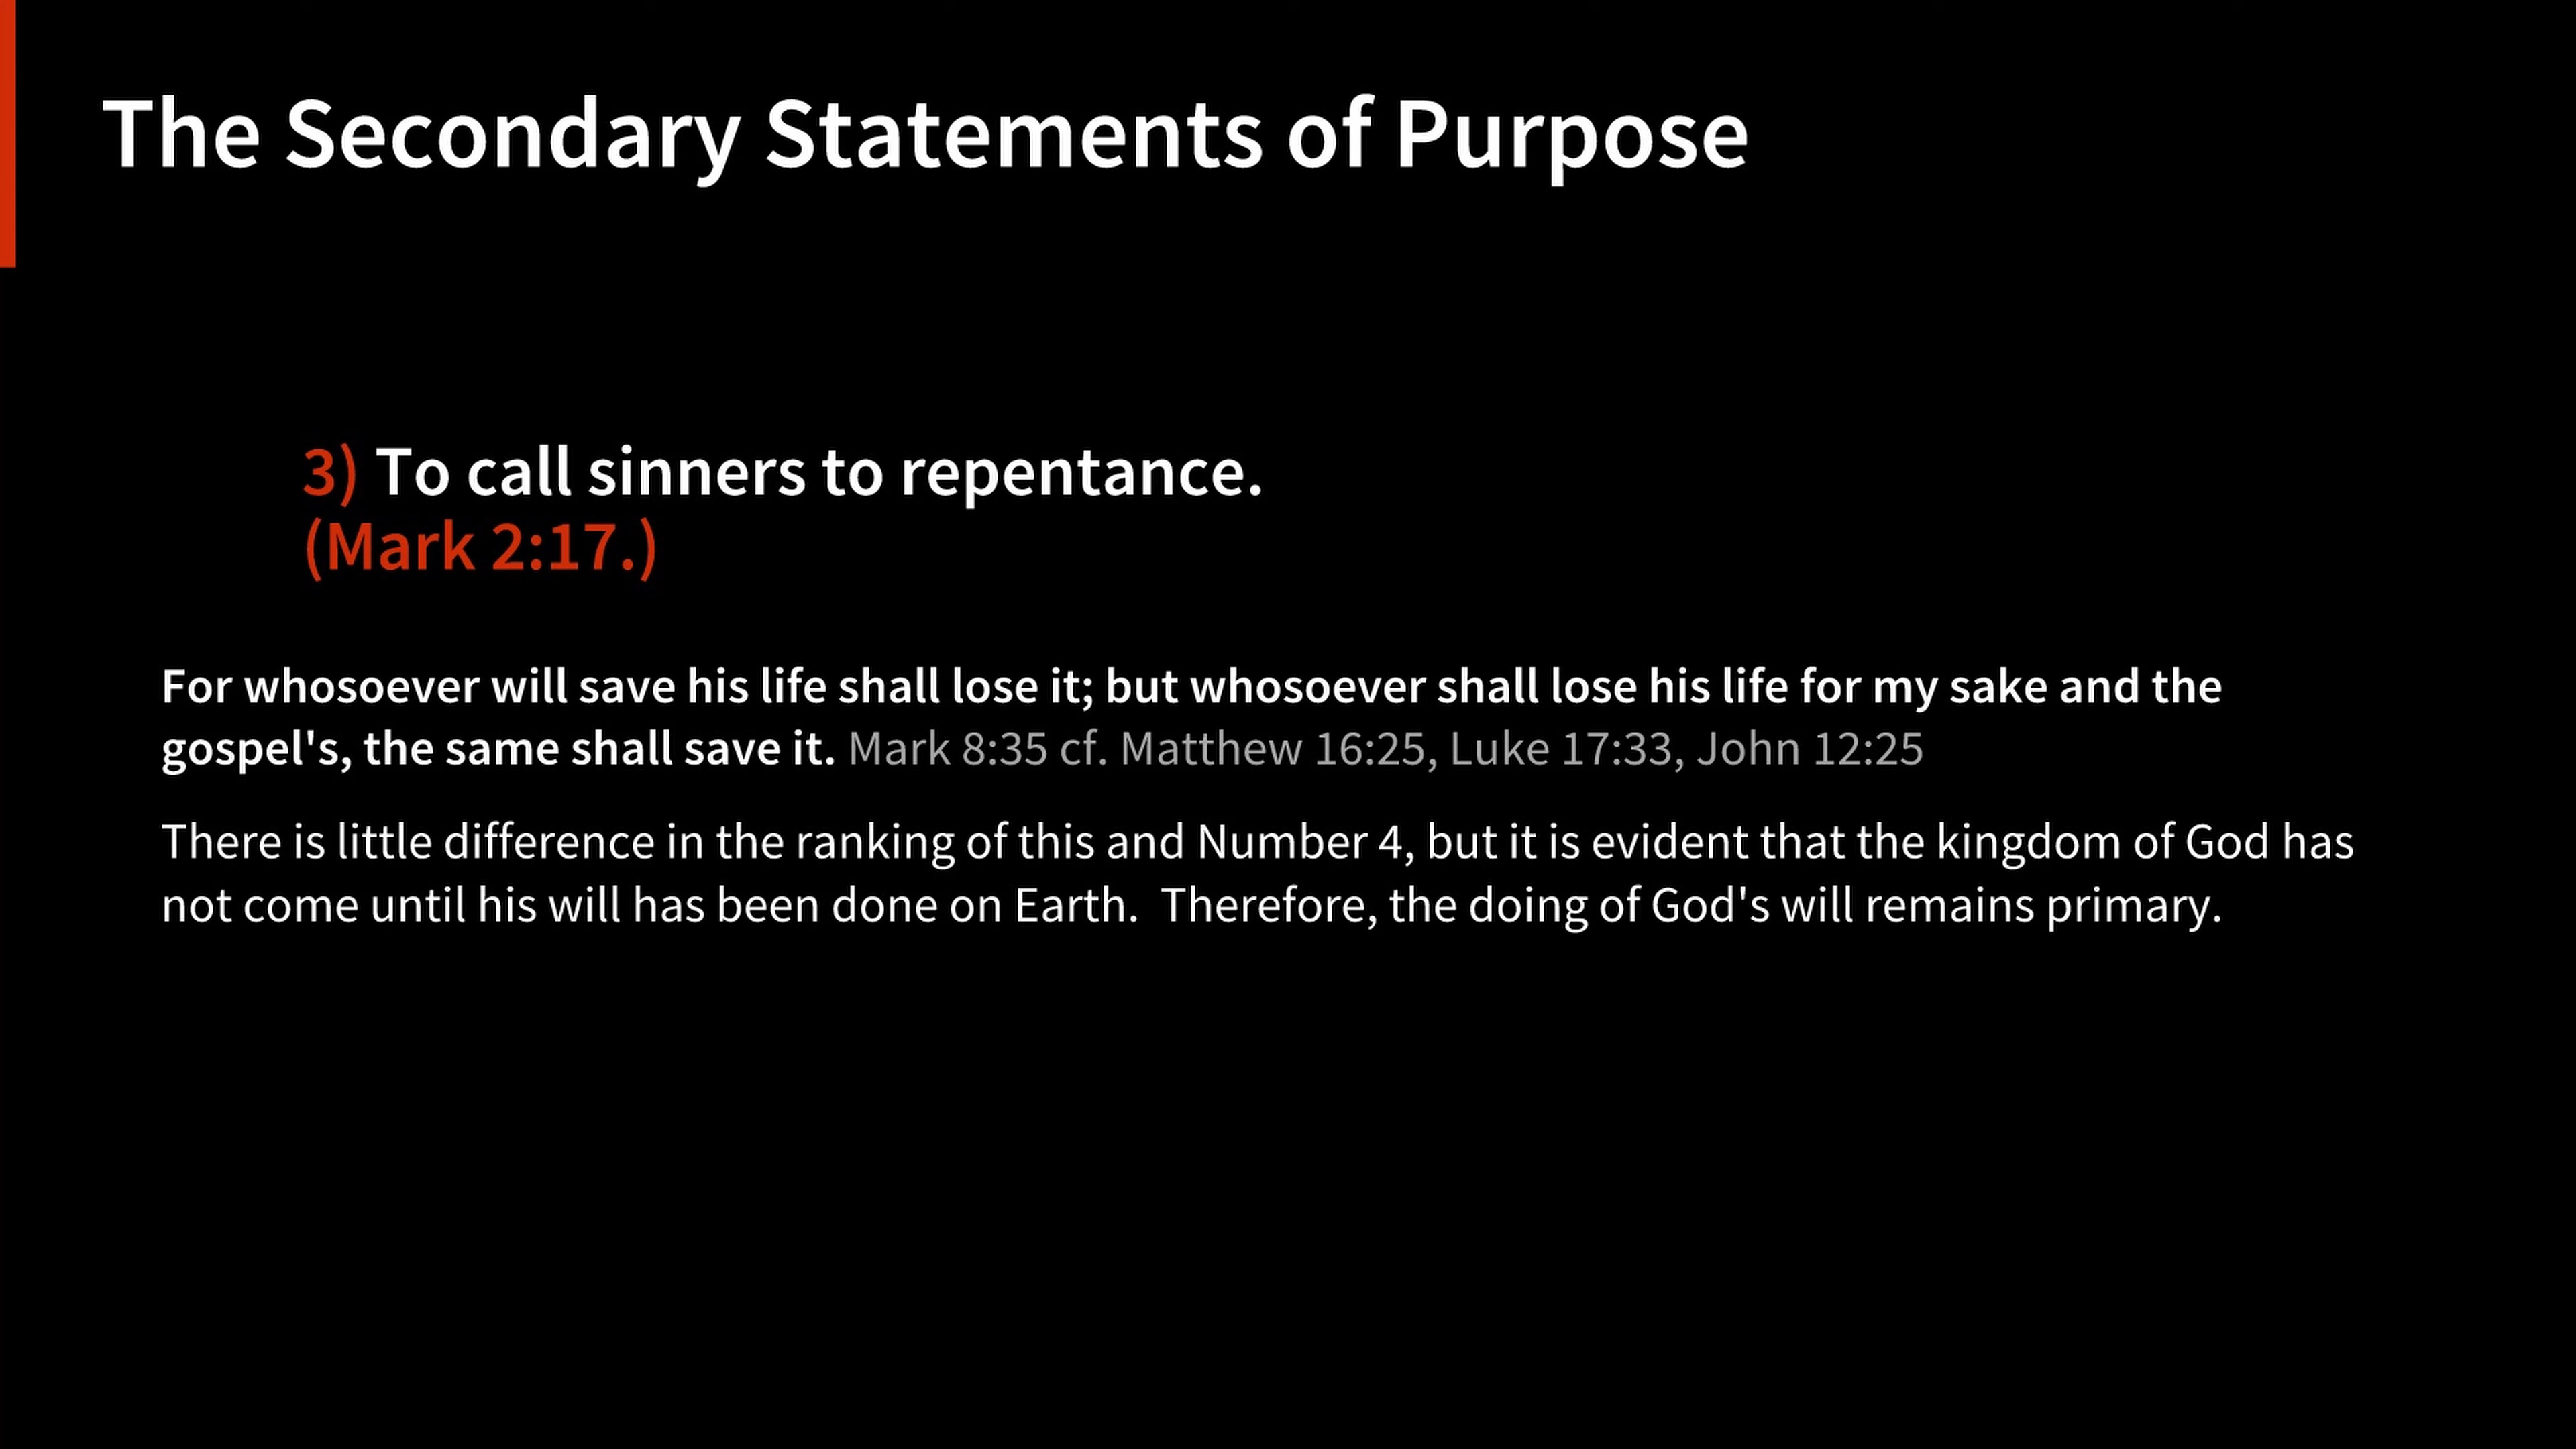 The Secondary Statements of Purpose
3) To call sinners to repentance.
(Mark 2:17.)
For whosoever will save his life shall lose it; but whosoever shall lose his life for my sake and the
gospel's, the same shall save it. Mark 8:35 cf. Matthew 16:25, Luke 17:33, John 12:25
There is little difference in the ranking of this and Number 4, but it is evident that the kingdom of God has
not come until his will has been done on Earth.  Therefore, the doing of God's will remains primary.